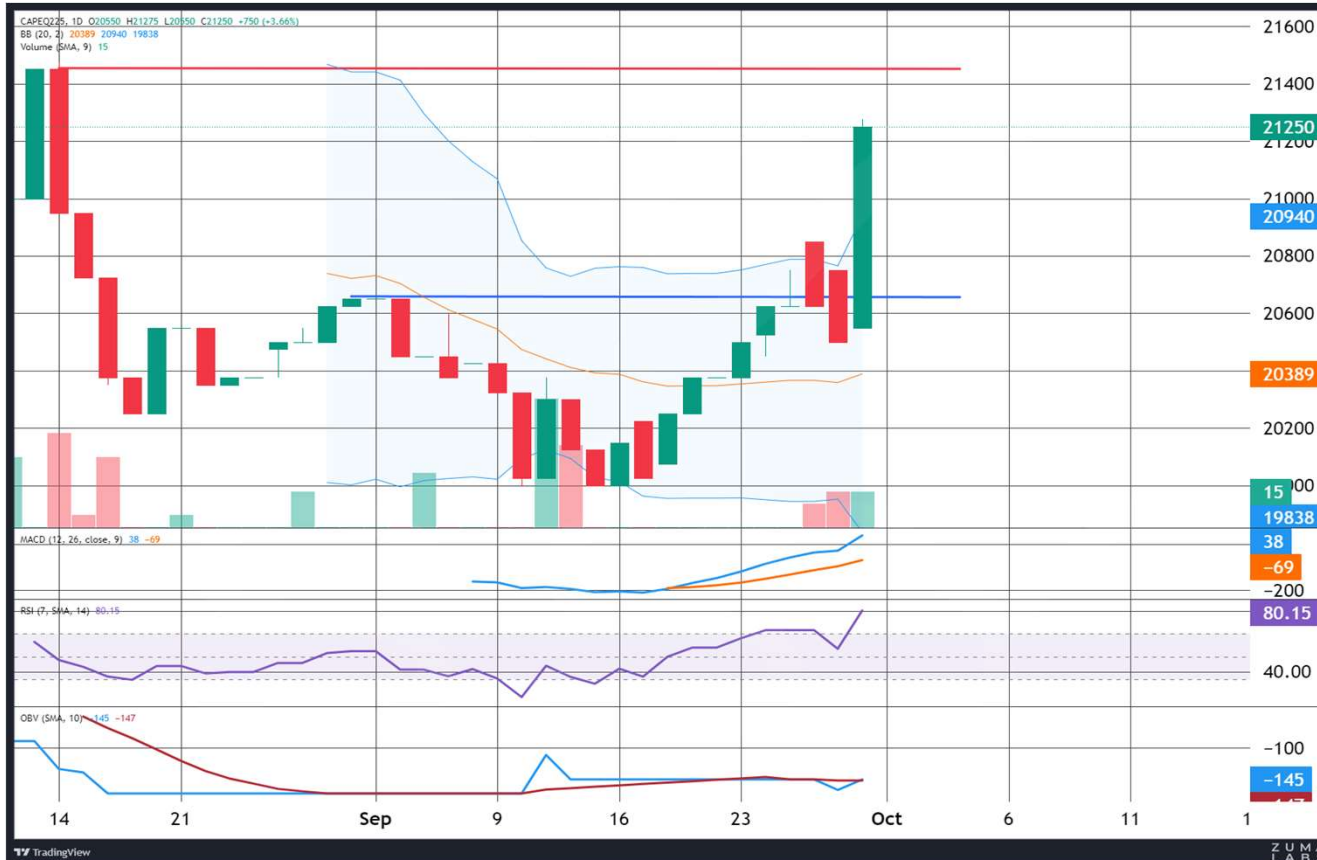 CAPEQ225, 1D O20550 H21275 L20550 C21250 +750 (+3.66%)
BB (20, 2) 20389 20940 19838
Volume (SMA, 9) 15
21600
21400
21250
21200
21000
20940
20800
20600
20389
20200
15
19838
MACD (12, 26, close, 9) 38 −69
38
−69
−200
RSI (7, SMA, 14) 80.15
80.15
40.00
OBV (SMA, 10) −145 −147
−100
−145
14 21 Sep 9 16 23 Oct 6 11 1
TradingView
ZUM
LAB